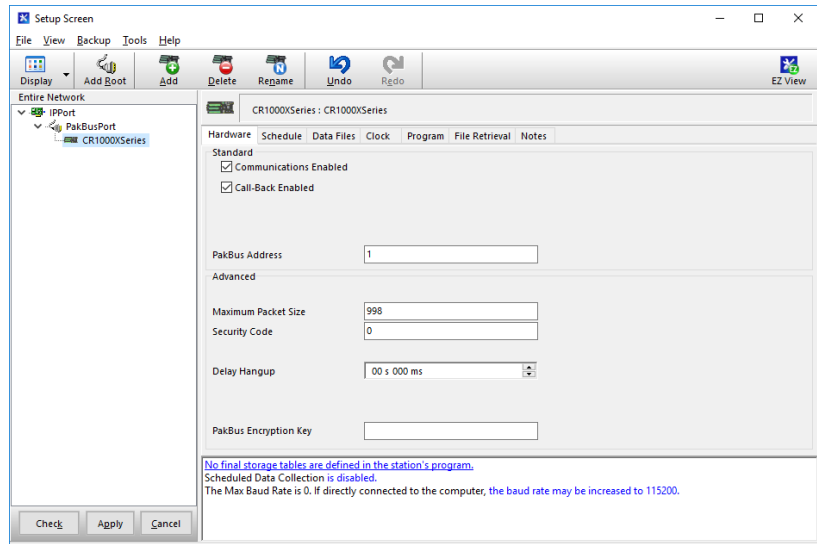 Setup Screen
File View Backup Tools Help
Display Add Root Add Delete Rename Undo Redo EZ View
Entire Network
IPPort
PakBusPort
CR1000XSeries
CR1000XSeries : CR1000XSeries
Hardware Schedule Data Files Clock Program File Retrieval Notes
Standard
Communications Enabled
Call-Back Enabled
PakBus Address 1
Advanced
Maximum Packet Size 998
Security Code 0
Delay Hangup 00 s 000 ms
PakBus Encryption Key
No final storage tables are defined in the station's program.
Scheduled Data Collection is disabled.
The Max Baud Rate is 0. If directly connected to the computer, the baud rate may be increased to 115200.
Check Apply Cancel